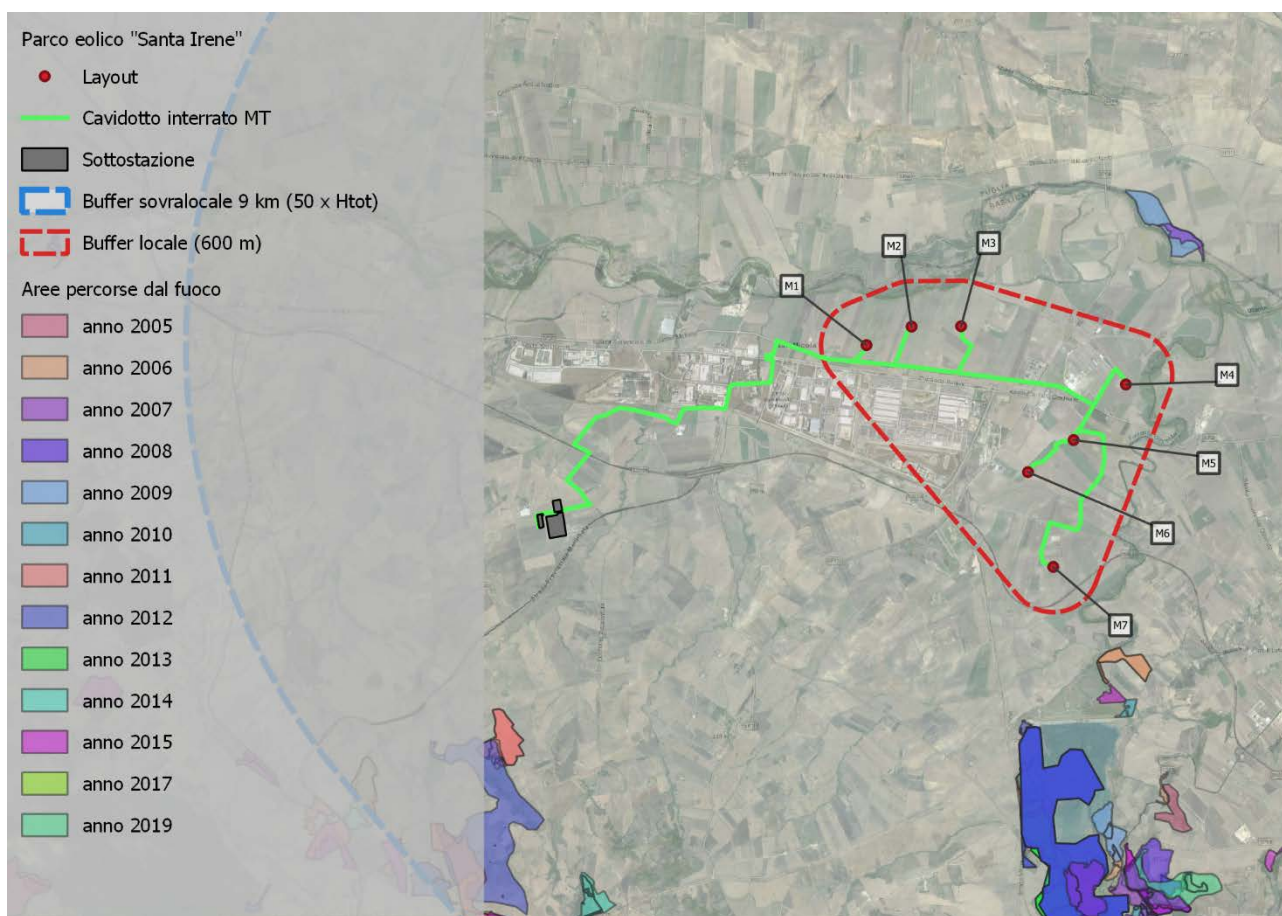 Parco eolico "Santa Irene"
Layout
Cavidotto interrato MT
Sottostazione
Buffer sovralocale 9 km (50 x Htot)
Buffer locale (600 m)
Aree percorse dal fuoco
anno 2005
anno 2006
anno 2007
anno 2008
anno 2009
anno 2010
anno 2011
anno 2012
anno 2013
anno 2014
anno 2015
anno 2017
anno 2019
PUGLIA
M1
M2
M3
M4
M5
M6
M7